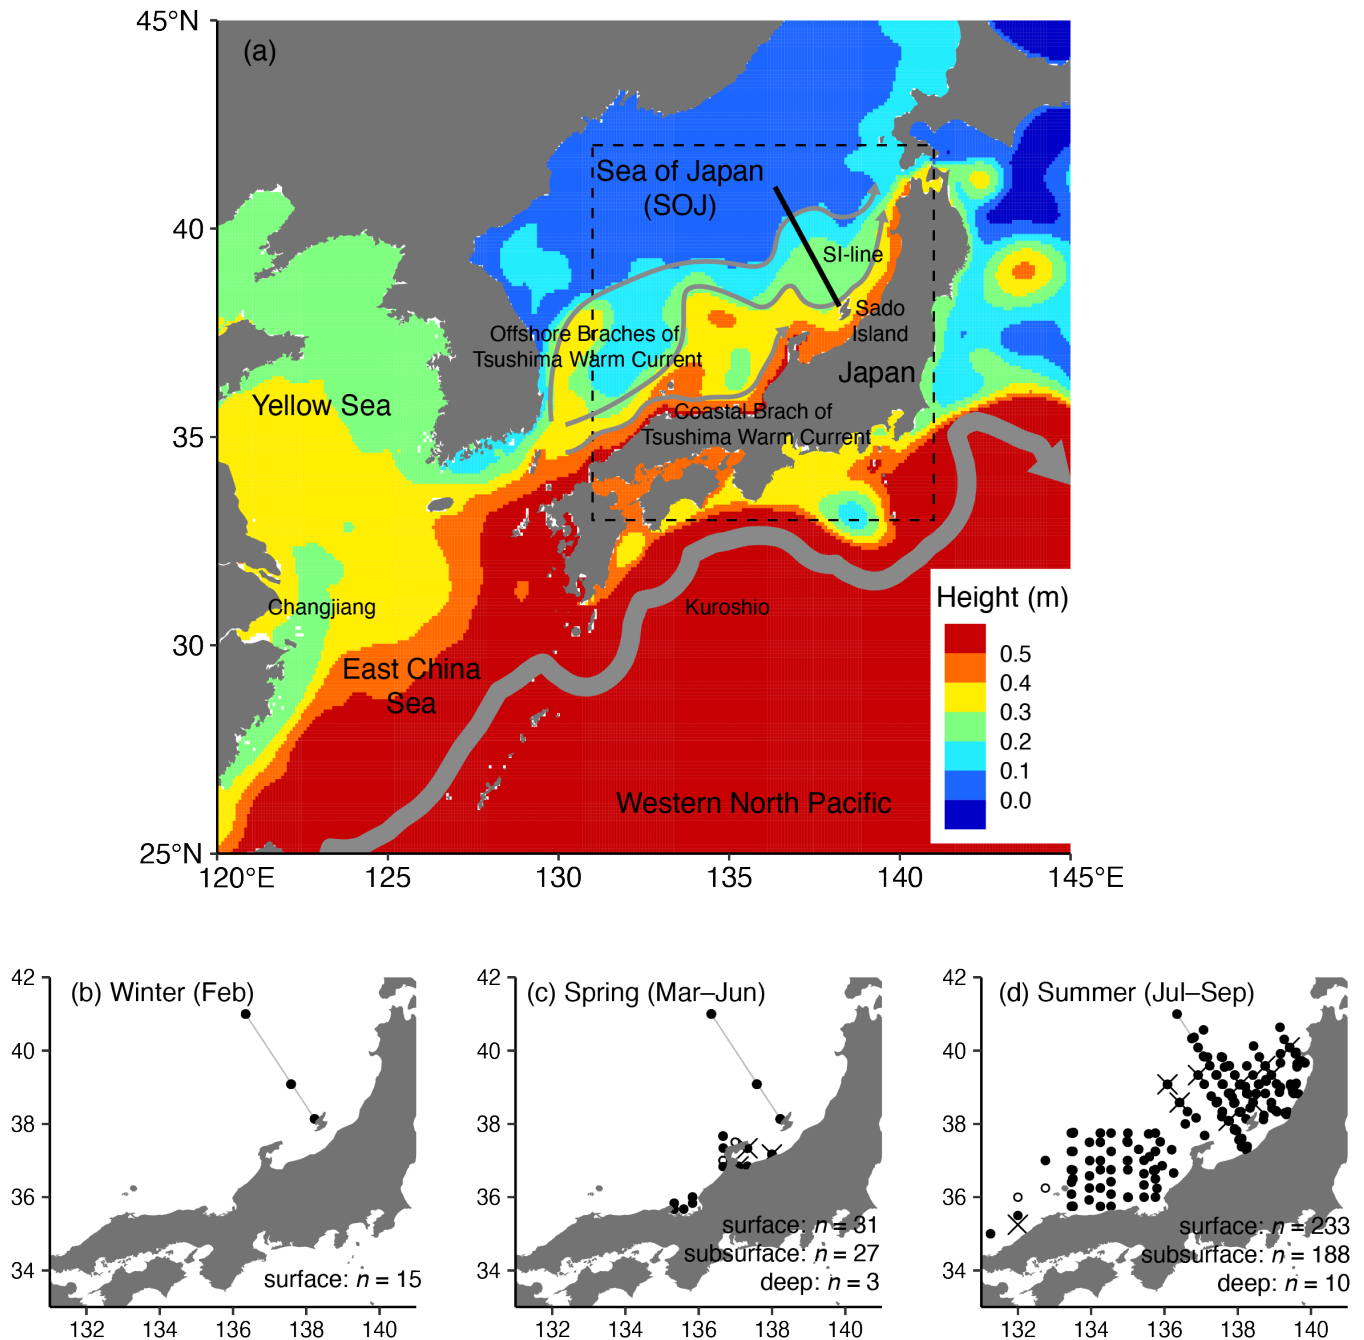 45°N
(a)
Sea of Japan
(SOJ)
40
SI-line
Sado
Island
Offshore Braches of
Tsushima Warm Current
Japan
Yellow Sea
Coastal Brach of
35
Tsushima Warm Current
Height (m)
Changjiang
Kuroshio
30
East China
Sea
0.5
0.4
0.3
0.2
0.1
0.0
Western North Pacific
25°N
120°E 125 130 135 140 145°E
42
(b) Winter (Feb)
40
38
36
34
surface: n = 15
132 134 136 138 140
42
(c) Spring (Mar–Jun)
40
38
36
34
surface: n = 31
subsurface: n = 27
deep: n = 3
132 134 136 138 140
42
(d) Summer (Jul–Sep)
40
38
36
34
surface: n = 233
subsurface: n = 188
deep: n = 10
132 134 136 138 140